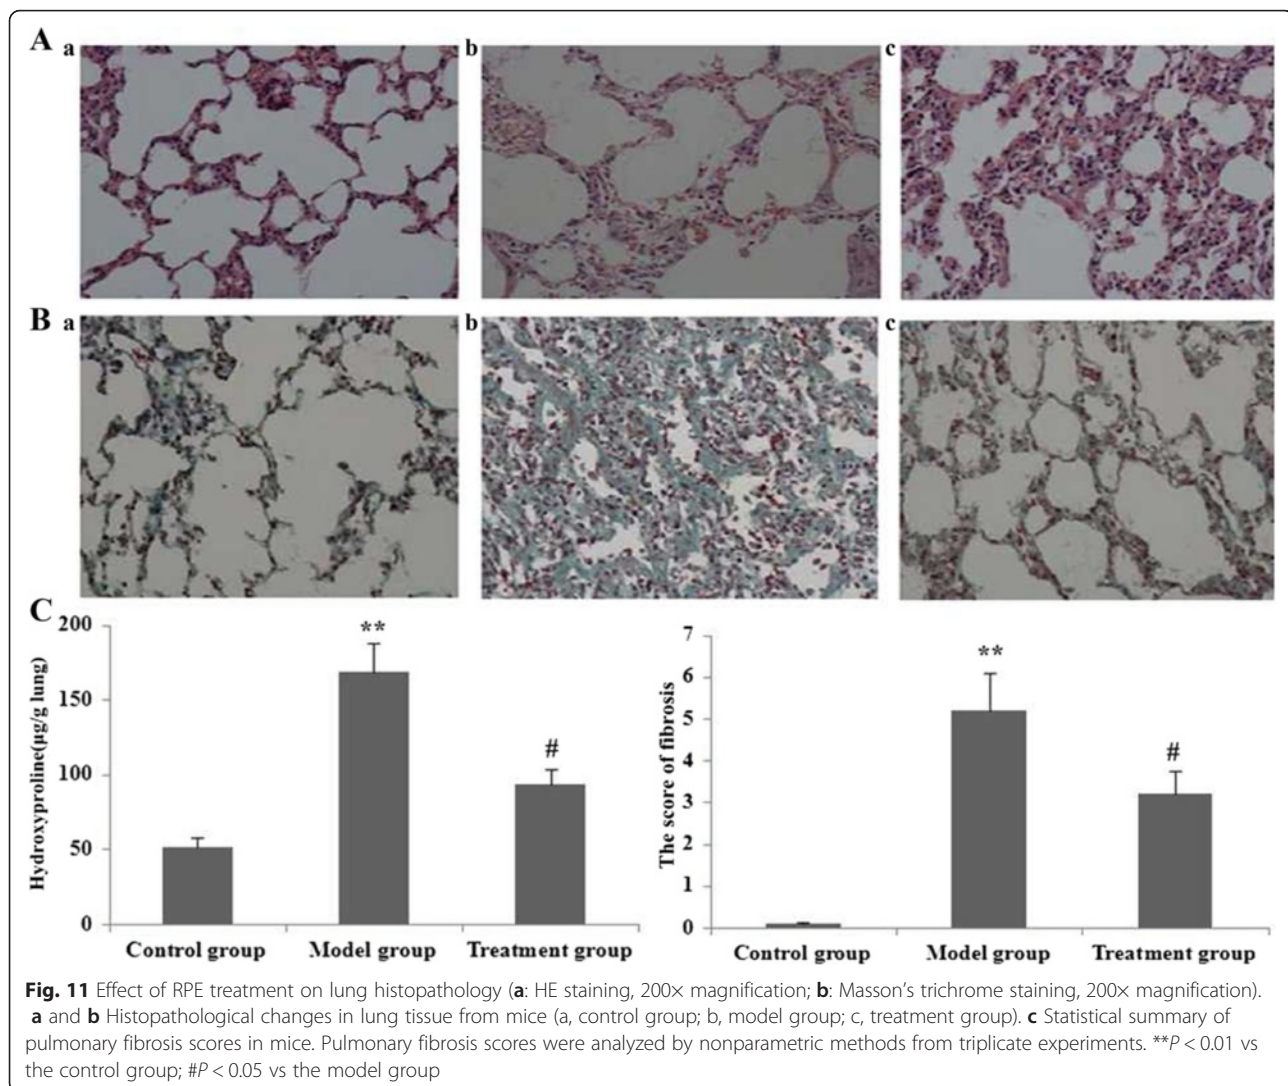 A
a
b
c
B
a
b
c
C
200
150
100
50
0
Hydroxyproline(µg/g lung)
**
#
Control group
Model group
Treatment group
7
6
5
4
3
2
1
0
The score of fibrosis
**
#
Control group
Model group
Treatment group
Fig. 11 Effect of RPE treatment on lung histopathology (a: HE staining, 200× magnification; b: Masson’s trichrome staining, 200× magnification).
a and b Histopathological changes in lung tissue from mice (a, control group; b, model group; c, treatment group). c Statistical summary of
pulmonary fibrosis scores in mice. Pulmonary fibrosis scores were analyzed by nonparametric methods from triplicate experiments. **P < 0.01 vs
the control group; #P < 0.05 vs the model group